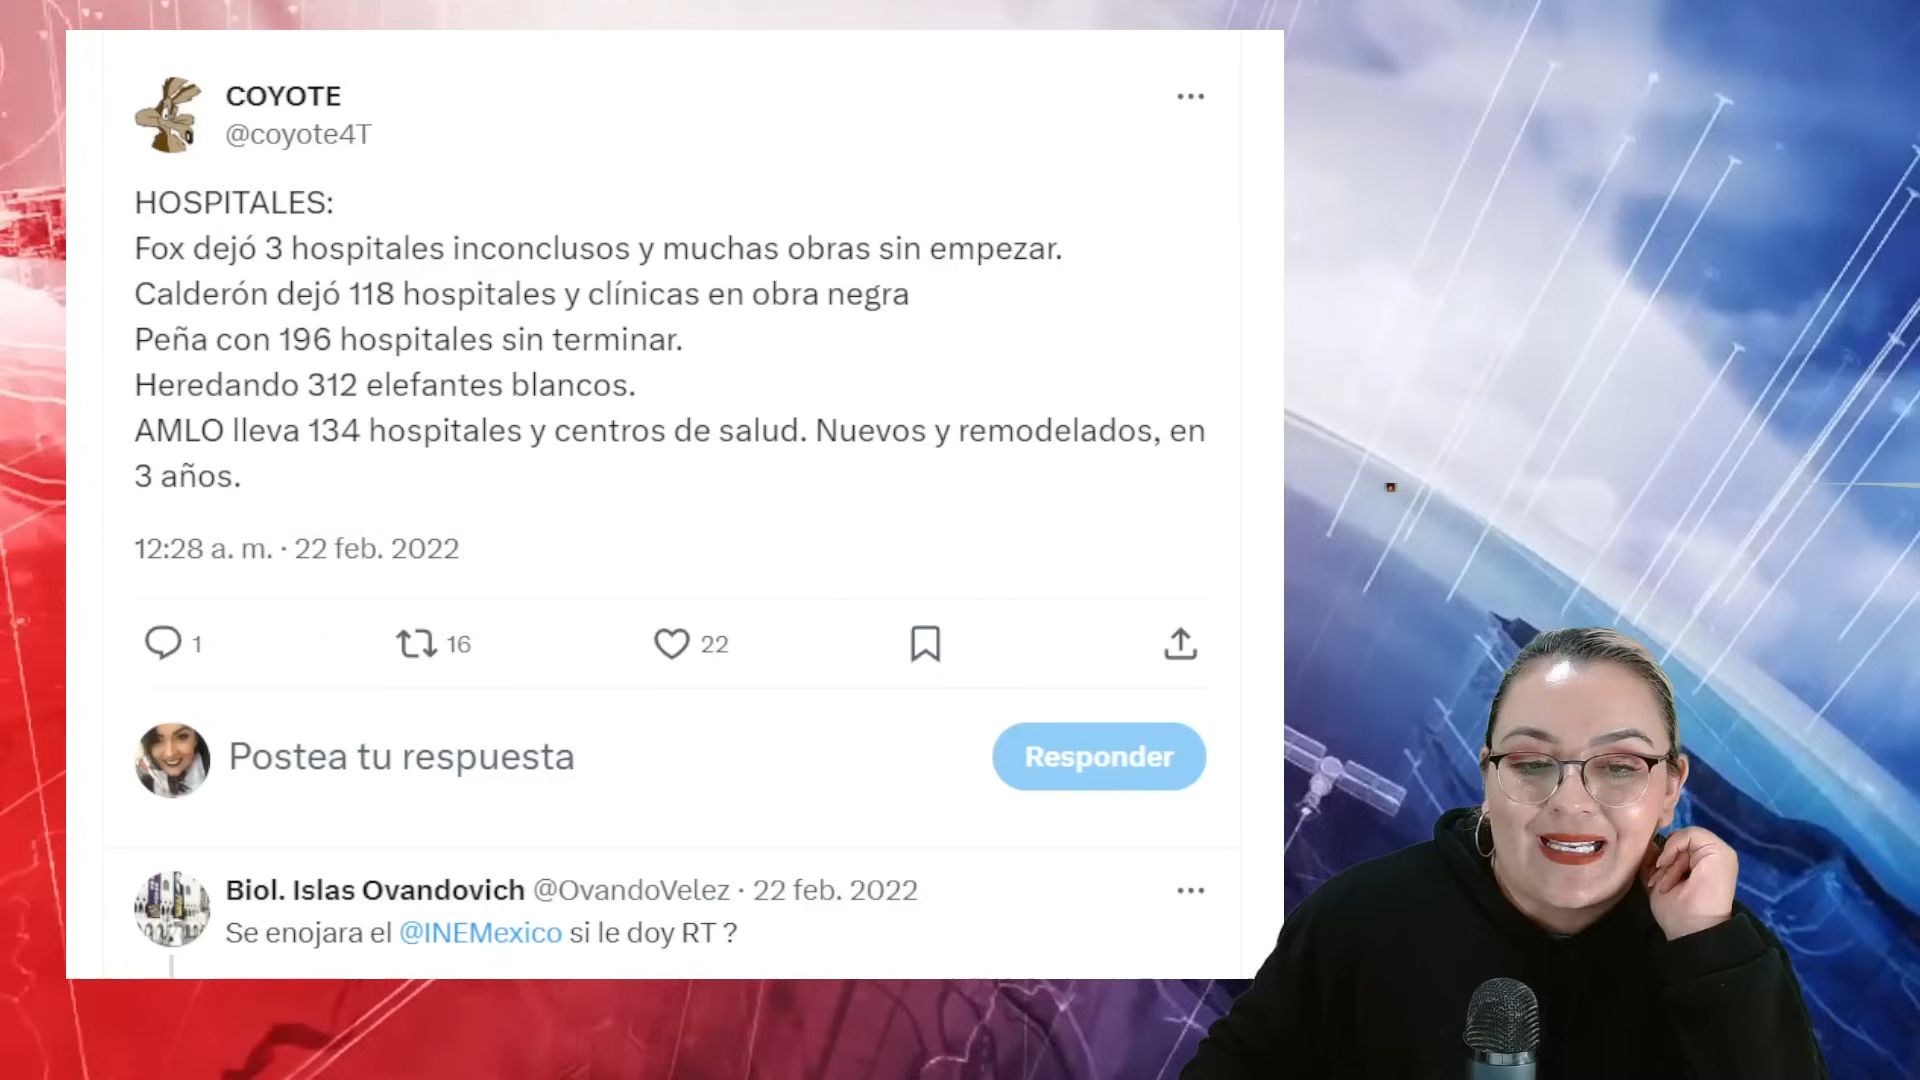 COYOTE
@coyote4T
HOSPITALES:
Fox dejó 3 hospitales inconclusos y muchas obras sin empezar.
Calderón dejó 118 hospitales y clínicas en obra negra
Peña con 196 hospitales sin terminar.
Heredando 312 elefantes blancos.
AMLO lleva 134 hospitales y centros de salud. Nuevos y remodelados, en
3 años.
12:28 a. m. · 22 feb. 2022
1 16 22
Postea tu respuesta
Responder
Biol. Islas Ovandovich @OvandoVelez · 22 feb. 2022
Se enojara el @INEMexico si le doy RT ?